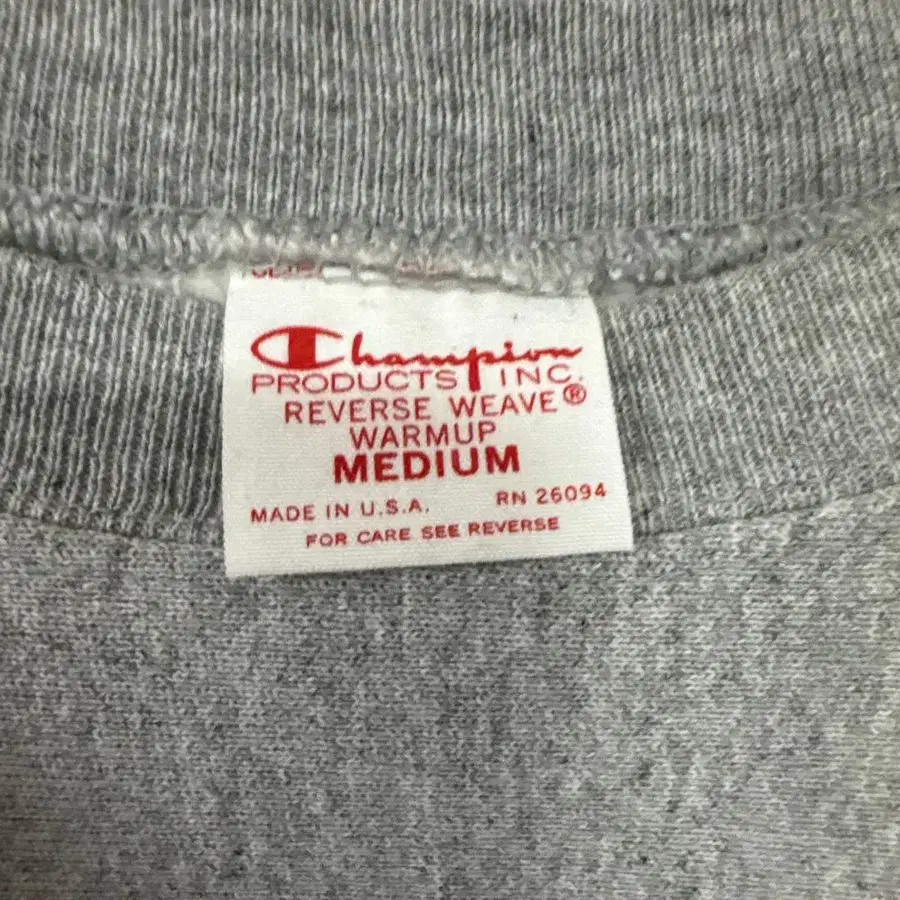 Champion
PRODUCTS INC.
REVERSE WEAVE®
WARMUP
MEDIUM
MADE IN U.S.A. RN 26094
FOR CARE SEE REVERSE